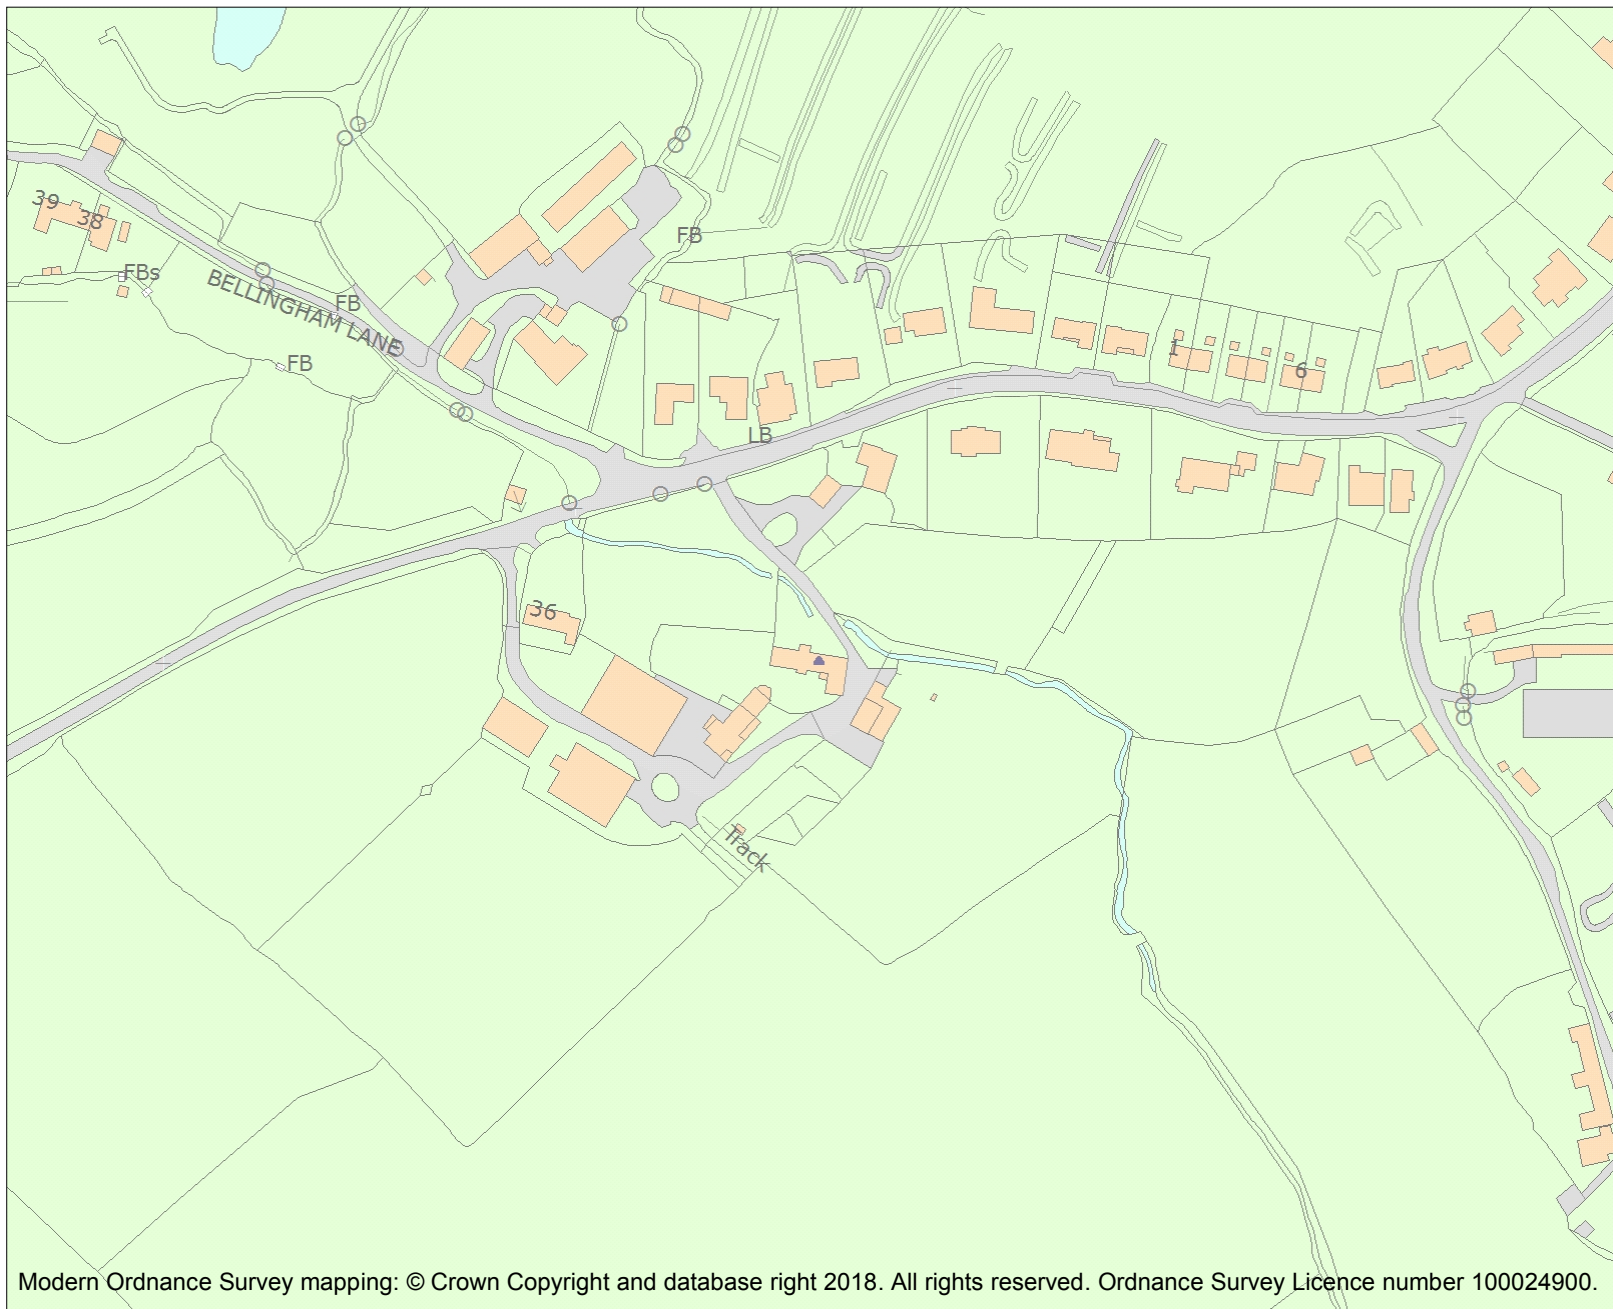 39
38
FB
FBs
BELLINGHAM LANE
FB
FB
1
6
LB
36
Track
Modern Ordnance Survey mapping: © Crown Copyright and database right 2018. All rights reserved. Ordnance Survey Licence number 100024900.